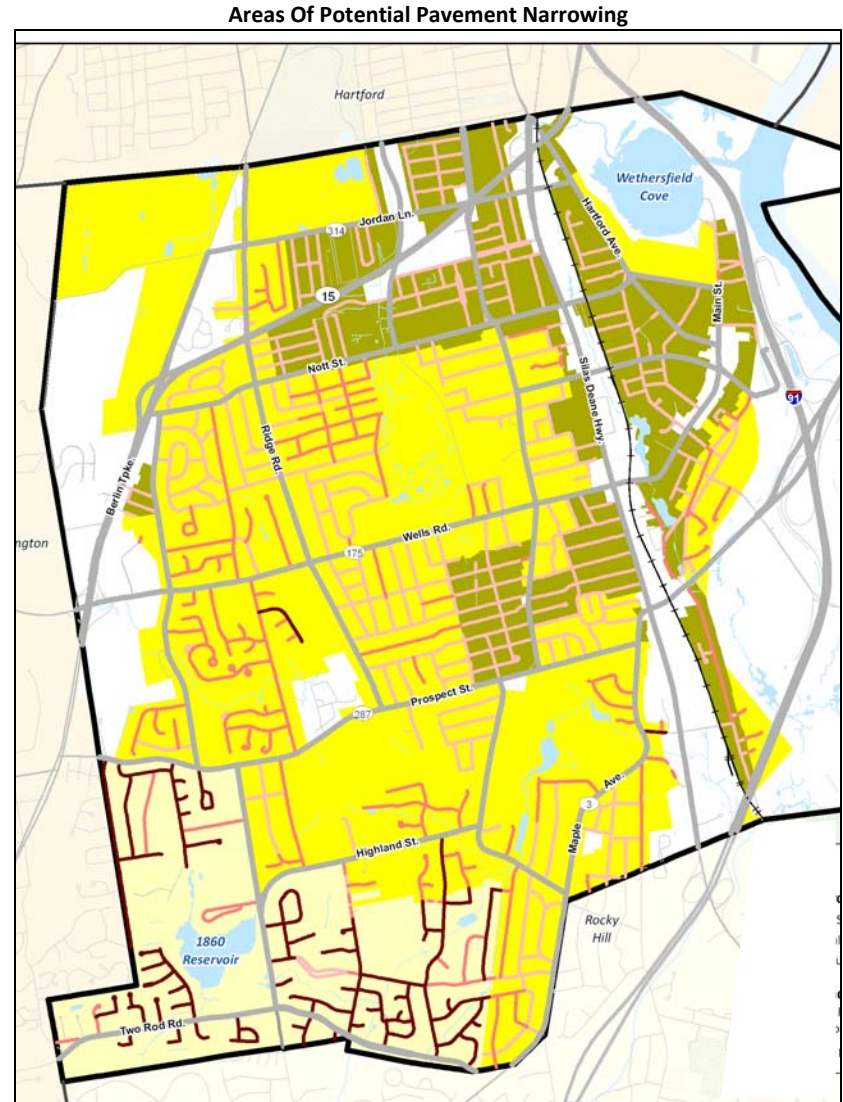 Areas Of Potential Pavement Narrowing
Hartford
Wethersfield
Cove
Jordan Ln.
314
Hartford Ave.
15
Main St.
Nott St.
Silas Deane Hwy.
91
Ridge Rd.
Berlin Tpke.
ngton
Wells Rd.
175
Prospect St.
287
Ave.
3
Maple
Highland St.
Rocky
Hill
1860
Reservoir
Two Rod Rd.